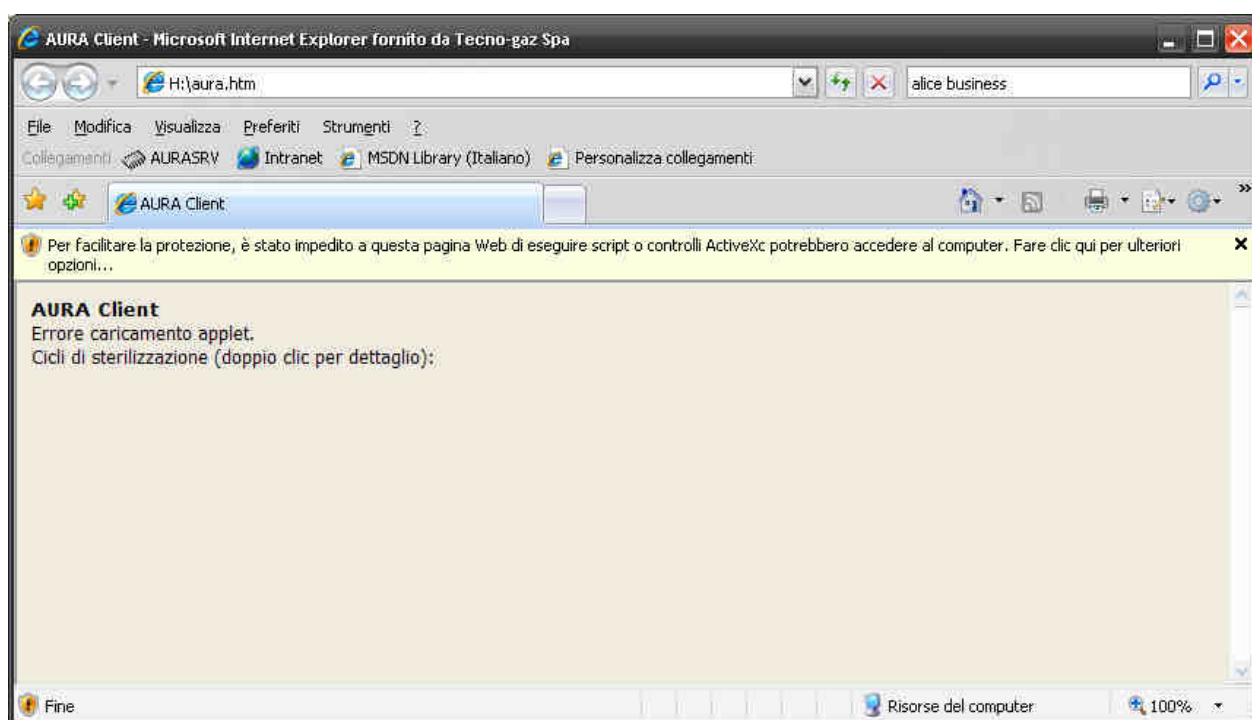 AURA Client - Microsoft Internet Explorer fornito da Tecno-gaz Spa
H:\aura.htm
alice business
File Modifica Visualizza Preferiti Strumenti ?
Collegamenti AURASRV Intranet MSDN Library (Italiano) Personalizza collegamenti
AURA Client
Per facilitare la protezione, è stato impedito a questa pagina Web di eseguire script o controlli ActiveXc potrebbero accedere al computer. Fare clic qui per ulteriori
opzioni...
AURA Client
Errore caricamento applet.
Cicli di sterilizzazione (doppio clic per dettaglio):
Fine
Risorse del computer
100%